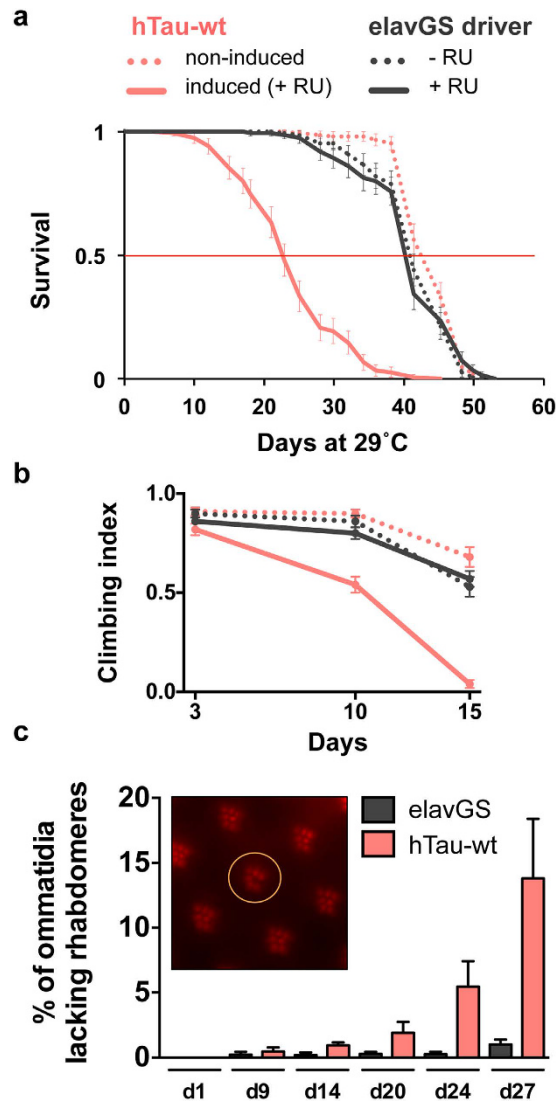 a
hTau-wt elavGS driver
non-induced - RU
induced (+ RU) + RU
Survival
1
0.5
0
0 10 20 30 40 50 60
Days at 29˚C
b
Climbing index
1.0
0.5
0.0
3 10 15
Days
c
% of ommatidia
lacking rhabdomeres
20
15
10
5
0
elavGS
hTau-wt
d1 d9 d14 d20 d24 d27